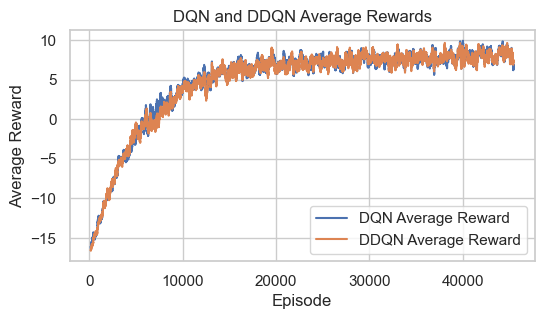 DQN and DDQN Average Rewards
10
5
0
−5
−10
−15
Average Reward
0
10000
20000
30000
40000
Episode
DQN Average Reward
DDQN Average Reward